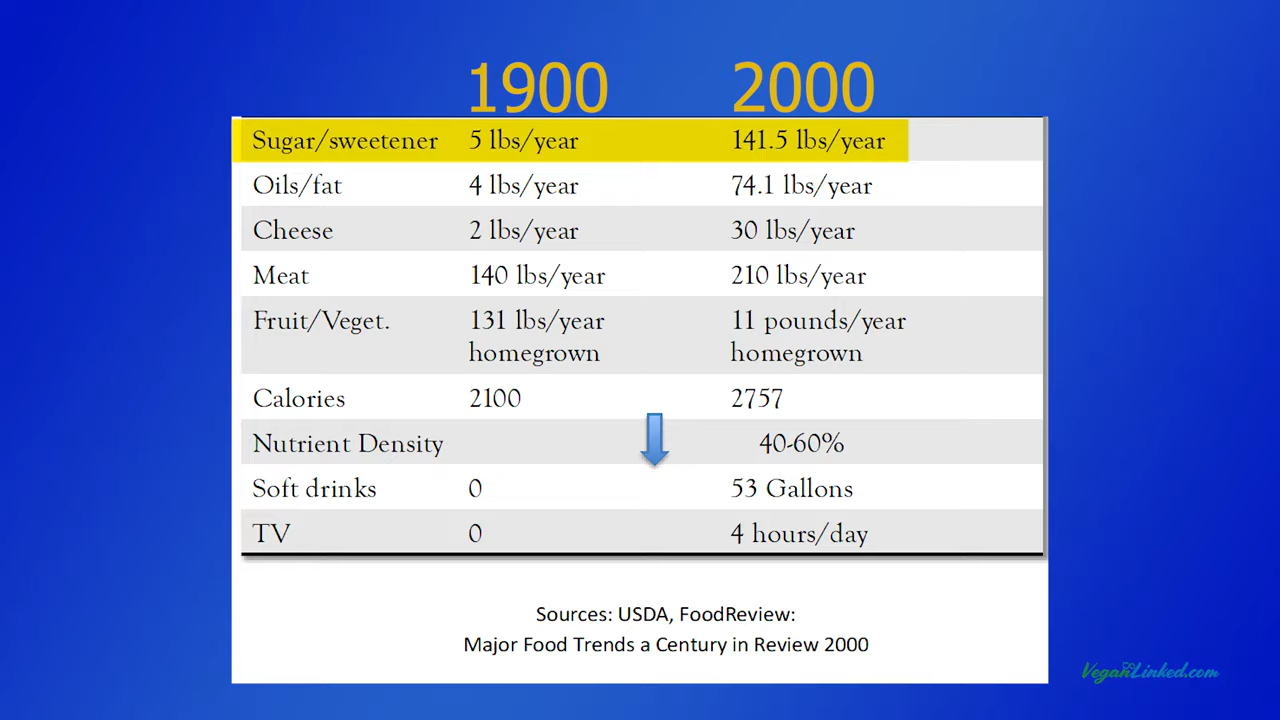 1900 2000
Sugar/sweetener 5 lbs/year 141.5 lbs/year
Oils/fat 4 lbs/year 74.1 lbs/year
Cheese 2 lbs/year 30 lbs/year
Meat 140 lbs/year 210 lbs/year
Fruit/Veget. 131 lbs/year 11 pounds/year
homegrown homegrown
Calories 2100 2757
Nutrient Density 40-60%
Soft drinks 0 53 Gallons
TV 0 4 hours/day
Sources: USDA, FoodReview:
Major Food Trends a Century in Review 2000
VeganLinked.com